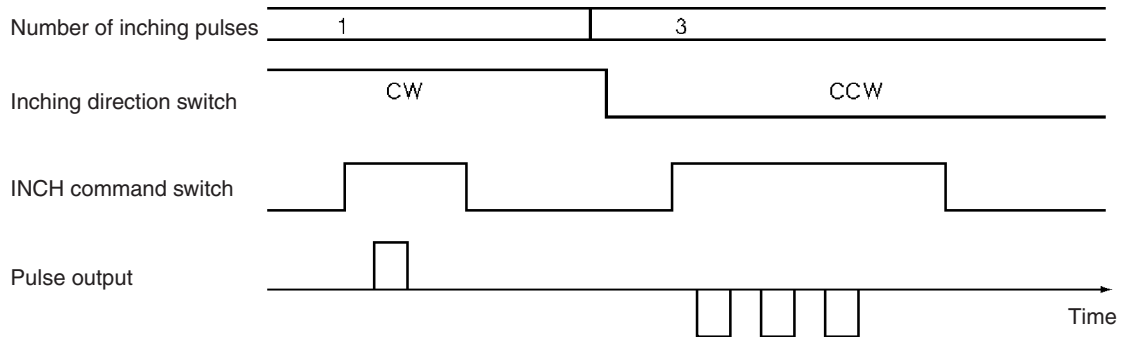 Number of inching pulses 1 3
Inching direction switch CW CCW
INCH command switch
Pulse output
Time